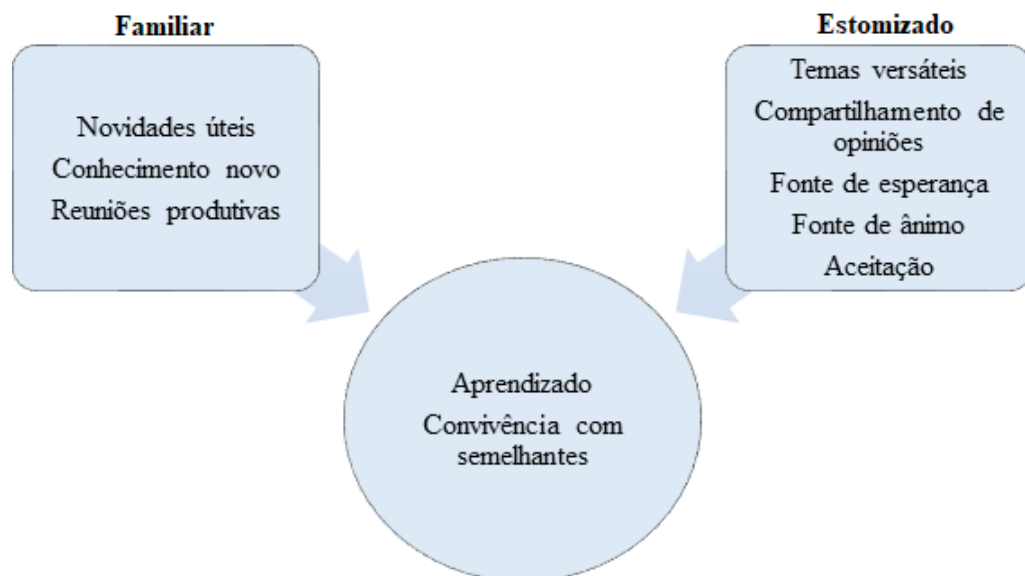 Familiar
Novidades úteis
Conhecimento novo
Reuniões produtivas
Estomizado
Temas versáteis
Compartilhamento de
opiniões
Fonte de esperança
Fonte de ânimo
Aceitação
Aprendizado
Convivência com
semelhantes